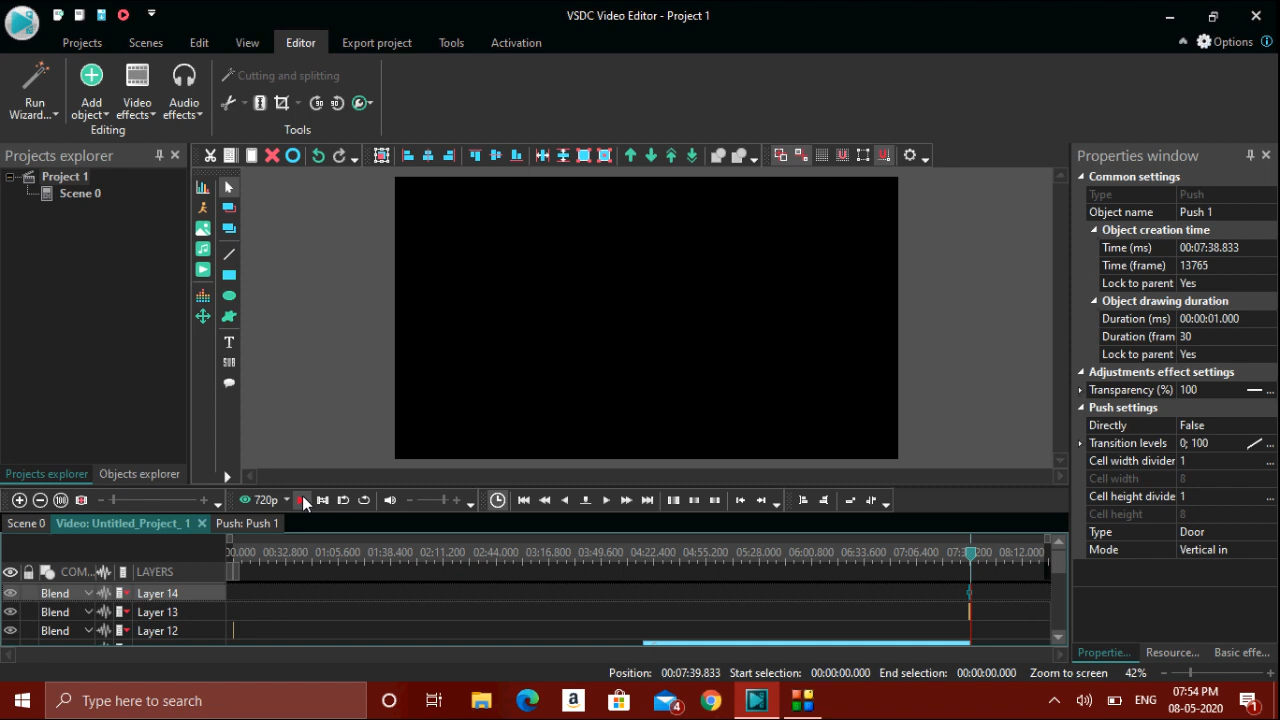 VSDC Video Editor - Project 1
Projects Scenes Edit View Editor Export project Tools Activation Options
Run Wizard...
Add object
Video effects
Audio effects
Editing
Cutting and splitting
Tools
Projects explorer
Project 1
Scene 0
Projects explorer Objects explorer
T
SUB
Properties window
Common settings
Type Push
Object name Push 1
Object creation time
Time (ms) 00:07:38.833
Time (frame) 13765
Lock to parent Yes
Object drawing duration
Duration (ms) 00:00:01.000
Duration (fram 30
Lock to parent Yes
Adjustments effect settings
Transparency (%) 100 ...
Push settings
Directly False
Transition levels 0; 100 ...
Cell width divider 1
Cell width 8
Cell height divide 1
Cell height 8
Type Door
Mode Vertical in
Propertie... Resource... Basic effe...
720p
Scene 0 Video: Untitled_Project_ 1 Push: Push 1
00.000 00:32.800 01:05.600 01:38.400 02:11.200 02:44.000 03:16.800 03:49.600 04:22.400 04:55.200 05:28.000 06:00.800 06:33.600 07:06.400 07:3 200 08:12.000
COM... LAYERS
Blend Layer 14
Blend Layer 13
Blend Layer 12
Position: 00:07:39.833 Start selection: 00:00:00.000 End selection: 00:00:00.000 Zoom to screen 42%
Type here to search
a
4
ENG
07:54 PM
08-05-2020
1